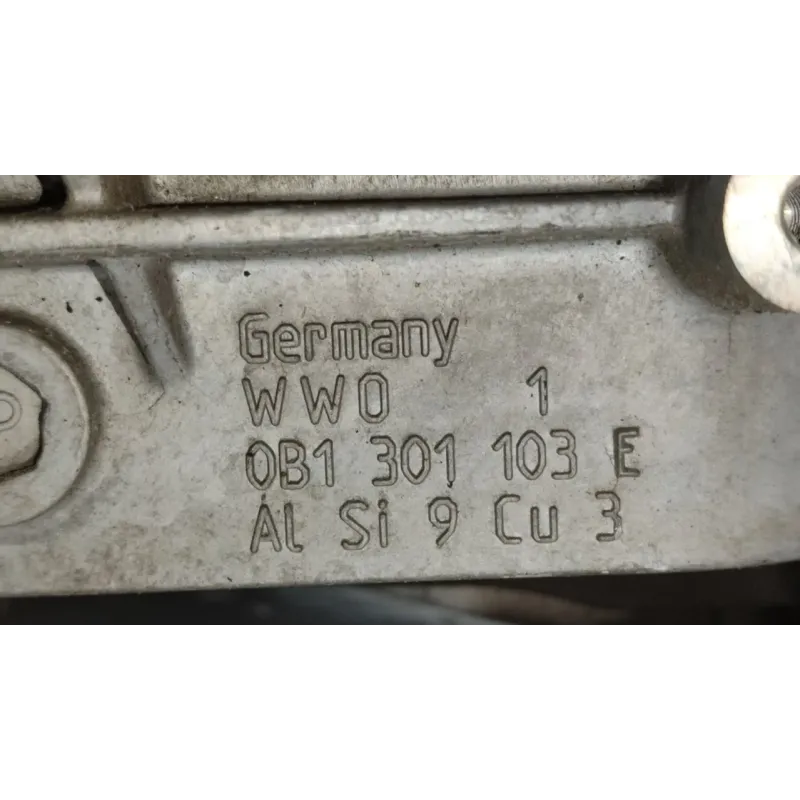 Germany
WWO 1
0B1 301 103 E
Al Si 9 Cu 3